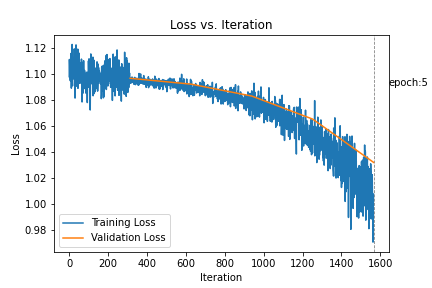 Loss vs. Iteration
1.12
1.10
1.08
1.06
1.04
1.02
1.00
0.98
Loss
epoch:5
Training Loss
Validation Loss
0
200
400
600
800
1000
1200
1400
1600
Iteration